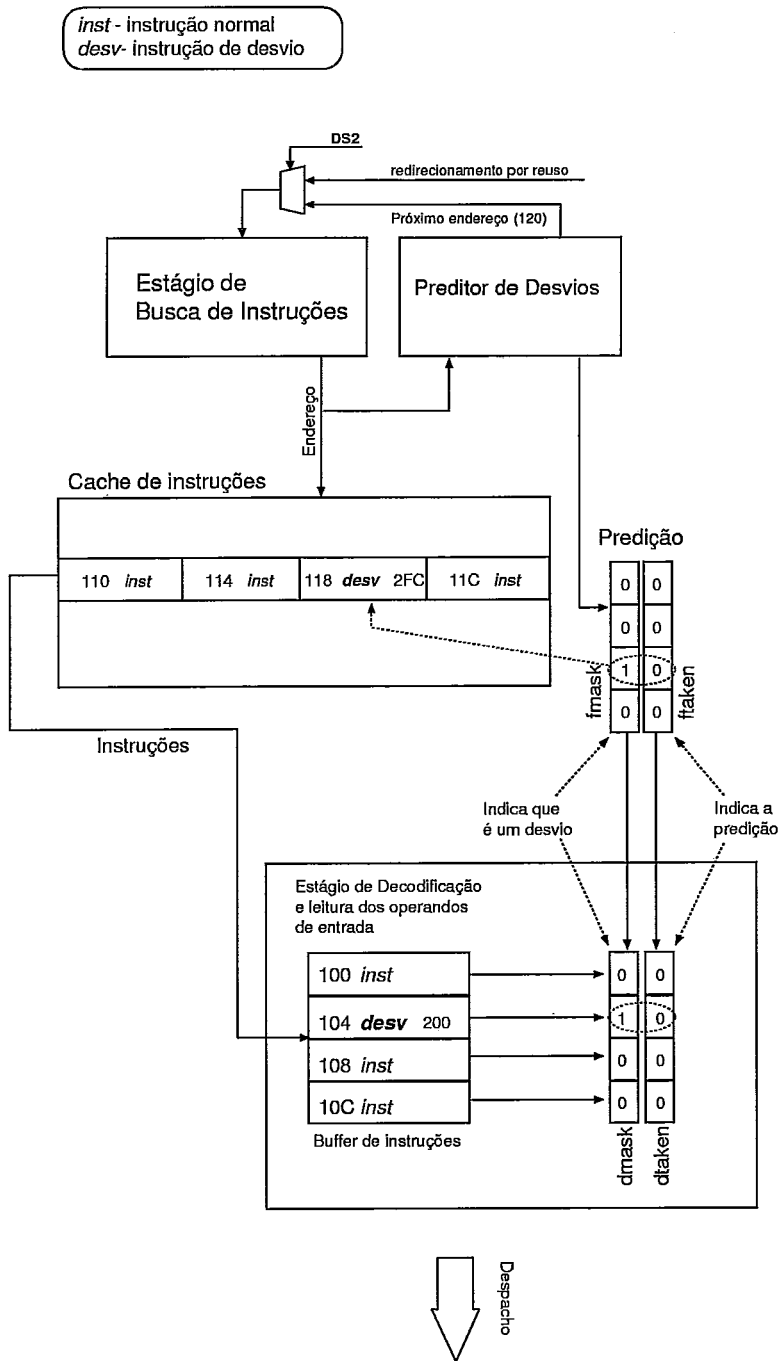 inst - instrução normal
desv- instrução de desvio
DS2
redirecionamento por reuso
Próximo endereço (120)
Estágio de
Busca de Instruções
Preditor de Desvios
Endereço
Cache de instruções
110 inst
114 inst
118 desv 2FC
11C inst
Predição
0 0
0 0
1 0
0 0
fmask
ftaken
Instruções
Indica que
é um desvio
Indica a
predição
Estágio de Decodificação
e leitura dos operandos
de entrada
100 inst
0 0
104 desv 200
1 0
108 inst
0 0
10C inst
0 0
Buffer de instruções
dmask
dtaken
Despacho